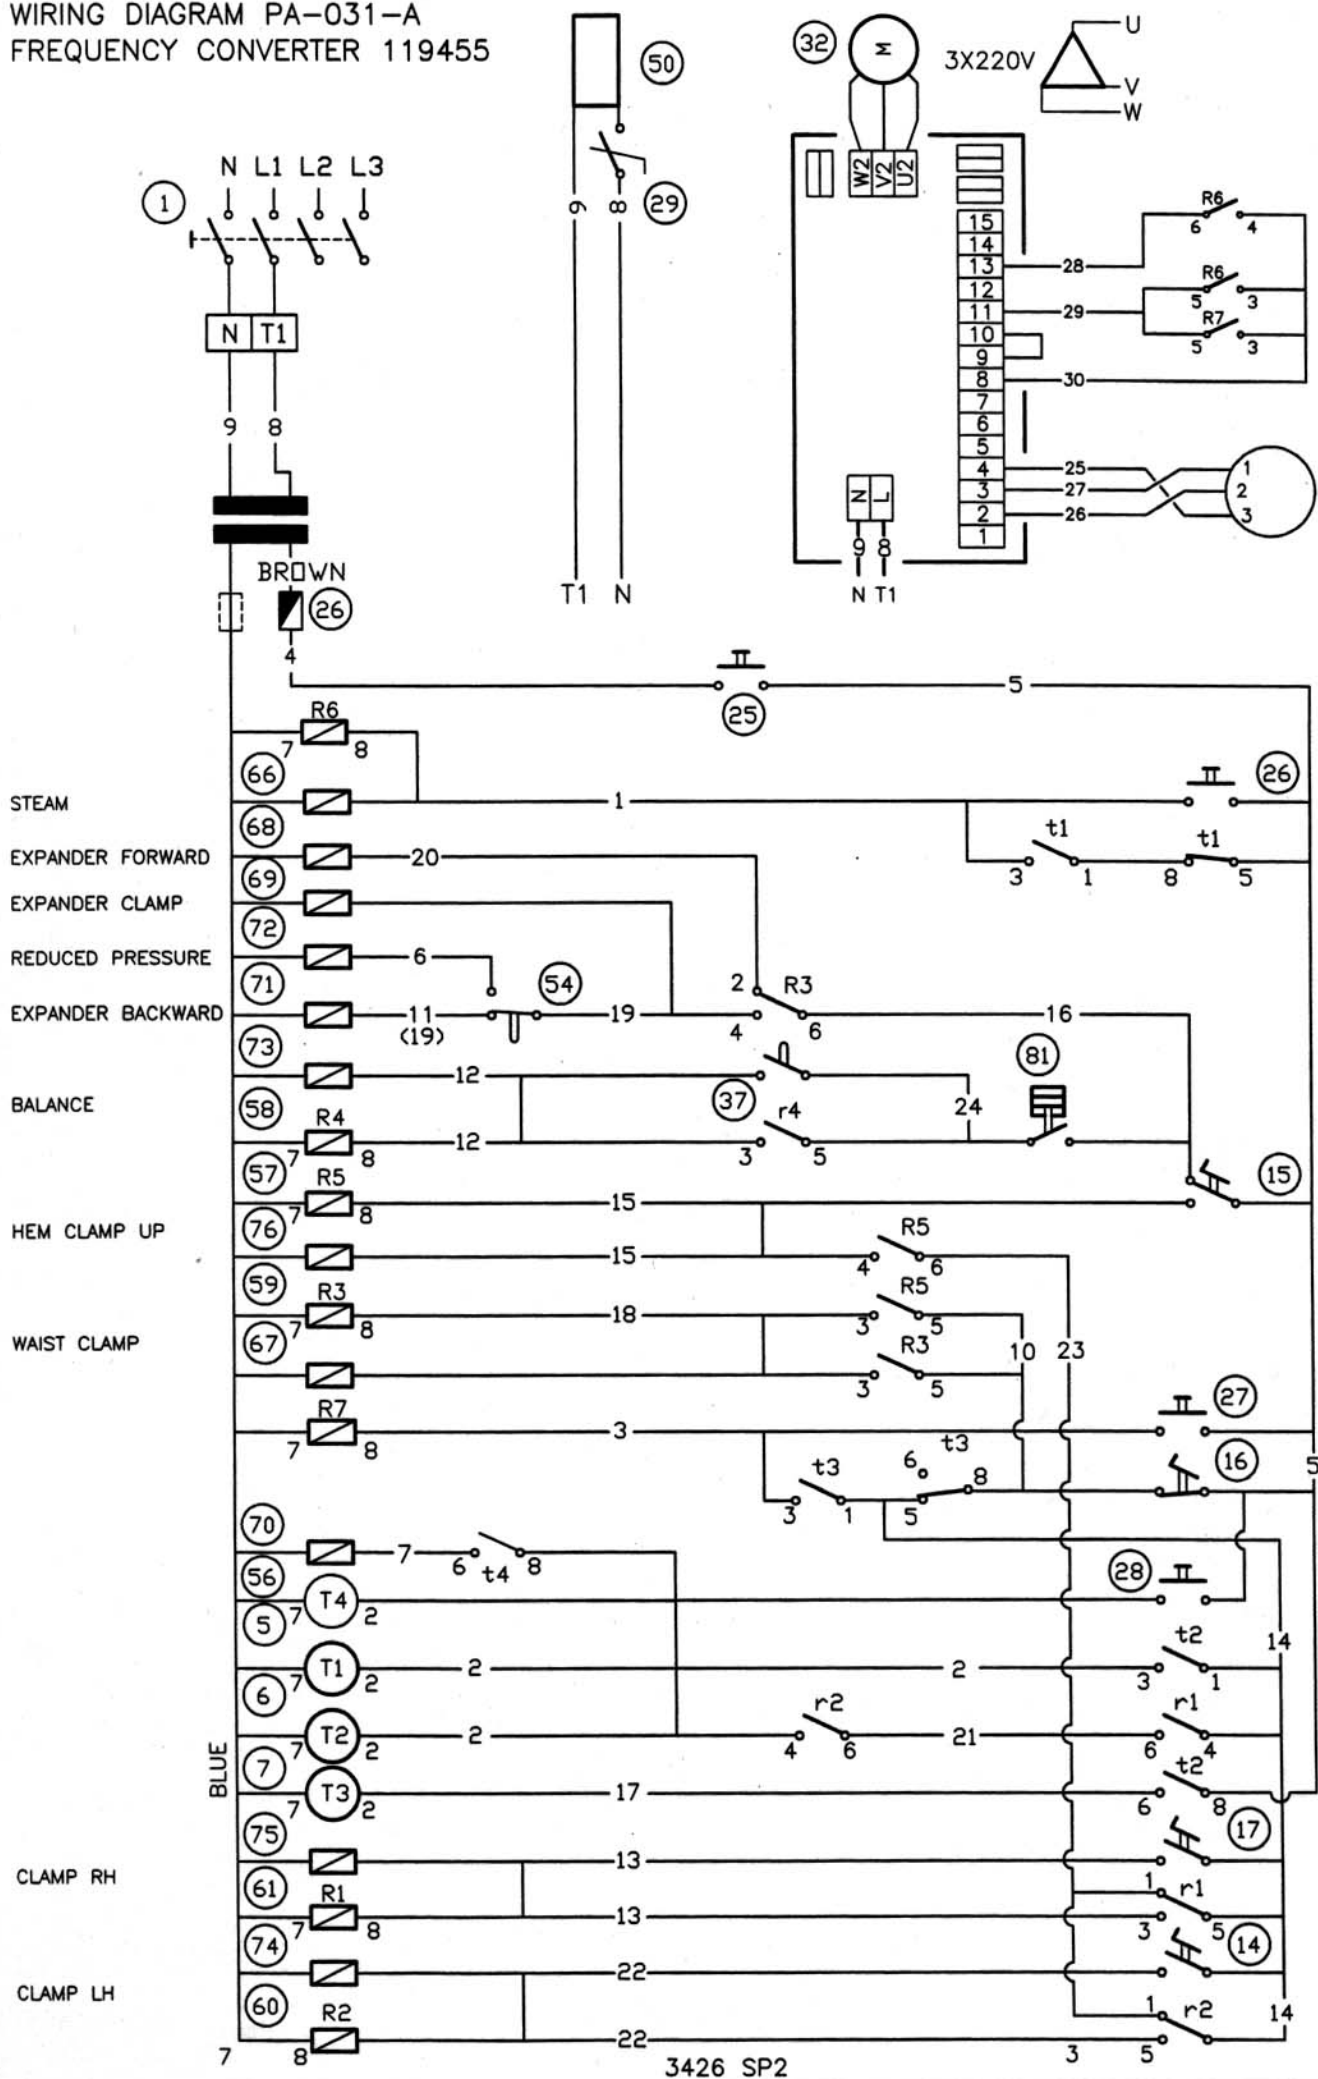 WIRING DIAGRAM PA-031-A
FREQUENCY CONVERTER 119455
50
32
M
3X220V
U
V
W
N L1 L2 L3
1
29
9 8
W2 V2 U2
15
14
13
12
11
10
9
8
7
6
5
4
3
2
1
28
29
30
R6
6 4
R6
5 3
R7
5 3
25
27
26
1
2
3
N T1
9 8
N L
9 8
N T1
T1 N
BROWN
26
4
25
5
R6
7 8
66
STEAM
1
26
68
t1
3 1
t1
8 5
EXPANDER FORWARD
20
69
EXPANDER CLAMP
72
REDUCED PRESSURE
6
71
54
2 R3
EXPANDER BACKWARD
11
(19)
19
4 6
16
73
12
81
BALANCE
58
37
24
R4
7 8
12
r4
3 5
57
15
R5
7 8
15
HEM CLAMP UP
76
15
R5
4 6
59
R3
7 8
18
R5
3 5
WAIST CLAMP
67
R3
3 5
10 23
R7
7 8
3
27
t3
3 1
t3
6 8
5
16
5
70
7
6 t4 8
56
T4
7 2
28
5
T1
7 2
2
2
t2
3 1
14
6
T2
7 2
2
r2
4 6
21
r1
6 4
BLUE
7
T3
7 2
17
t2
6 8
75
13
17
CLAMP RH
61
R1
7 8
13
1 r1
3 5
74
22
14
CLAMP LH
60
R2
7 8
22
1 r2
3 5
14
3426 SP2